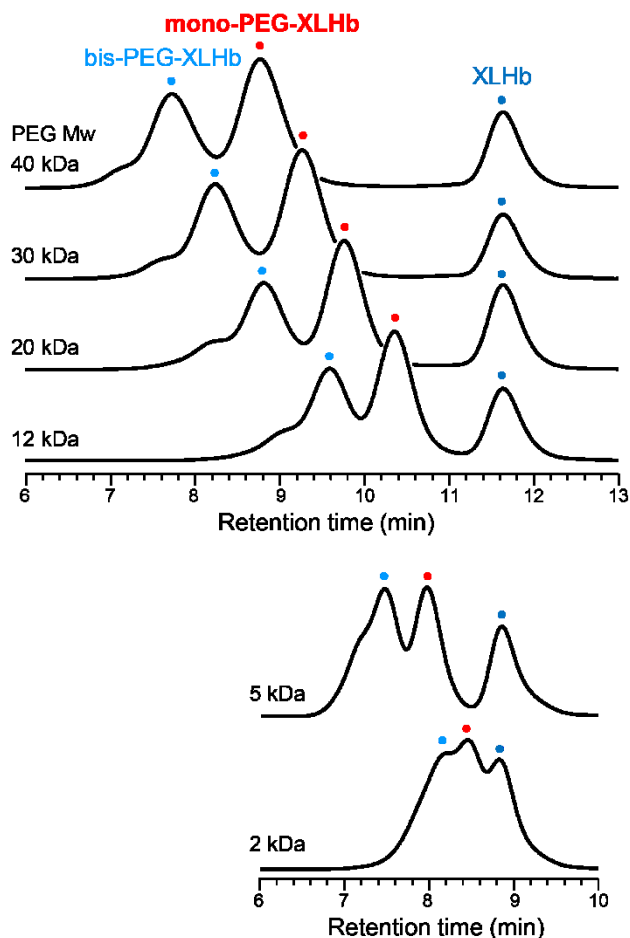 mono-PEG-XLHb
bis-PEG-XLHb
XLHb
PEG Mw
40 kDa
30 kDa
20 kDa
12 kDa
6 7 8 9 10 11 12 13
Retention time (min)
5 kDa
2 kDa
6 7 8 9 10
Retention time (min)